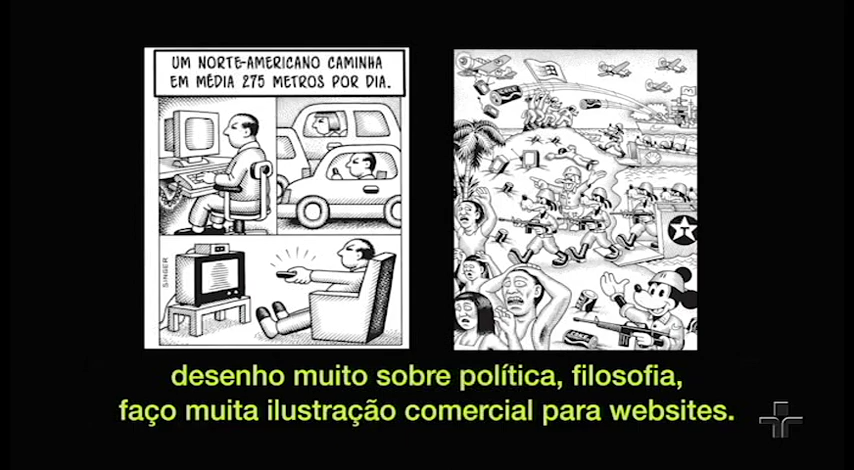 UM NORTE-AMERICANO CAMINHA
EM MÉDIA 275 METROS POR DIA.
SINGER
desenho muito sobre política, filosofia,
faço muita ilustração comercial para websites.